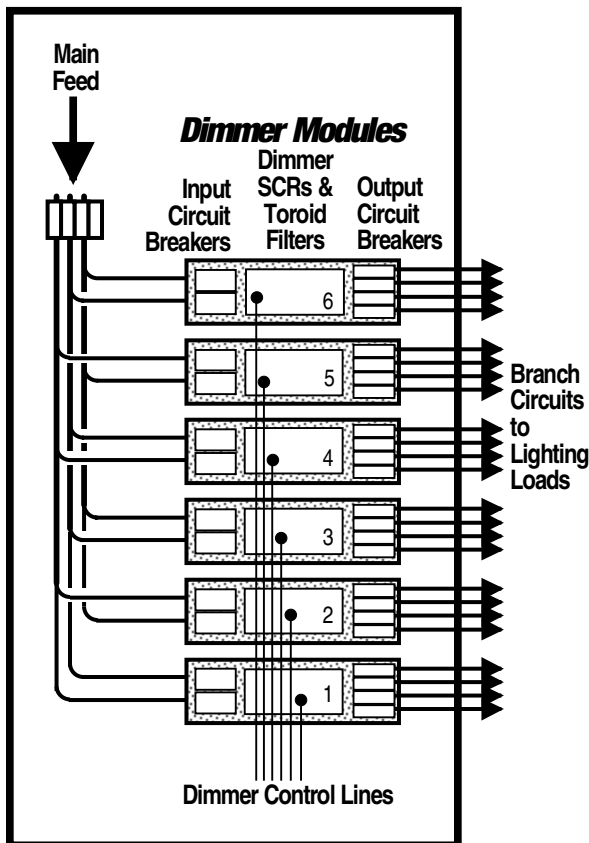 Main
Feed
Dimmer Modules
Dimmer
SCRs &
Toroid
Filters
Input
Circuit
Breakers
Output
Circuit
Breakers
6
5
4
3
2
1
Branch
Circuits
to
Lighting
Loads
Dimmer Control Lines